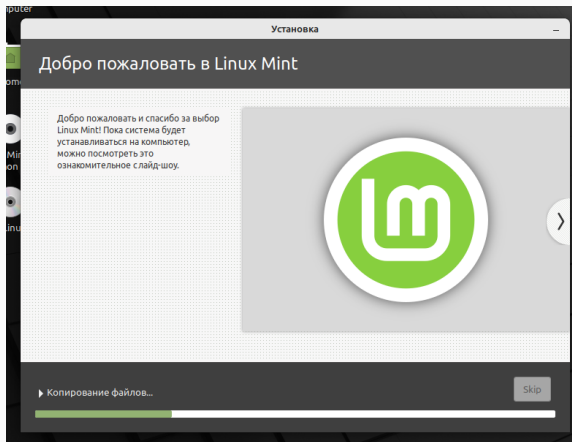 Установка
Добро пожаловать в Linux Mint
Добро пожаловать и спасибо за выбор
Linux Mint! Пока система будет
устанавливаться на компьютер,
можно посмотреть это
ознакомительное слайд-шоу.
Копирование файлов...
Skip